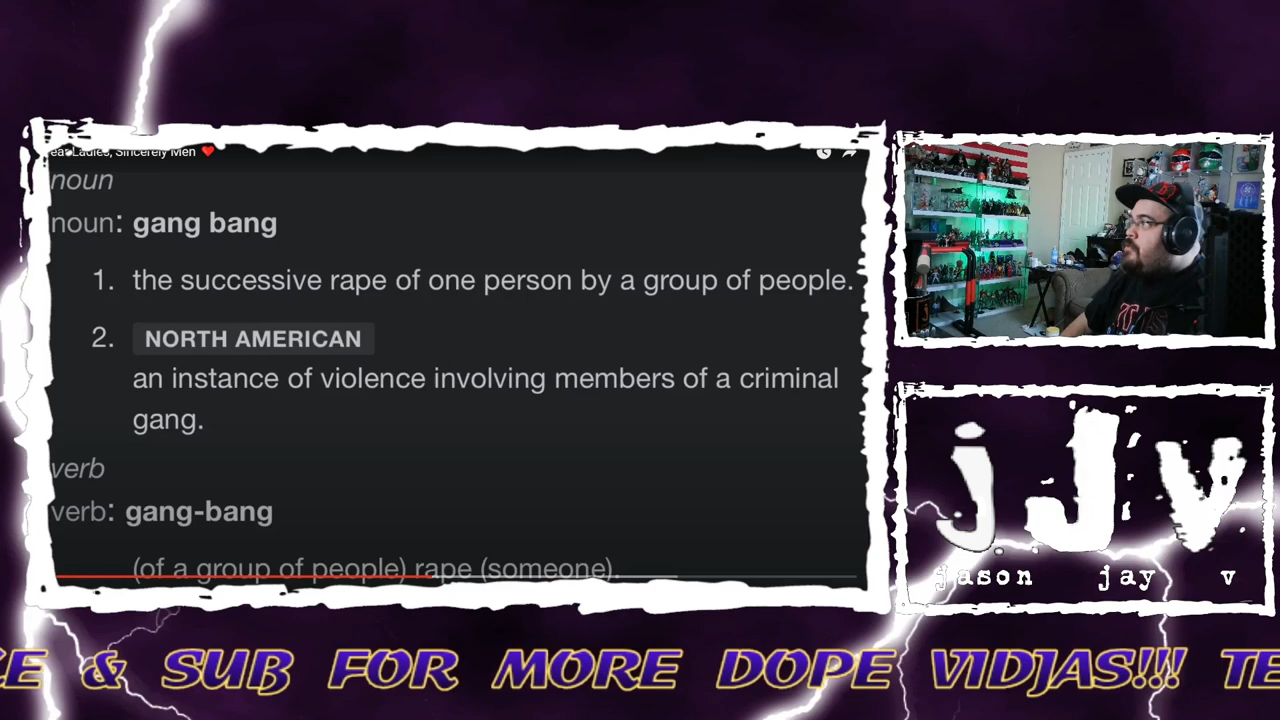 Ladies, Sincerely Men ❤️
noun
noun: gang bang
1. the successive rape of one person by a group of people.
2. NORTH AMERICAN
an instance of violence involving members of a criminal
gang.
verb
verb: gang-bang
(of a group of people) rape (someone).
jJv
jason jay v
& SUB FOR MORE DOPE VIDJAS!!! TE